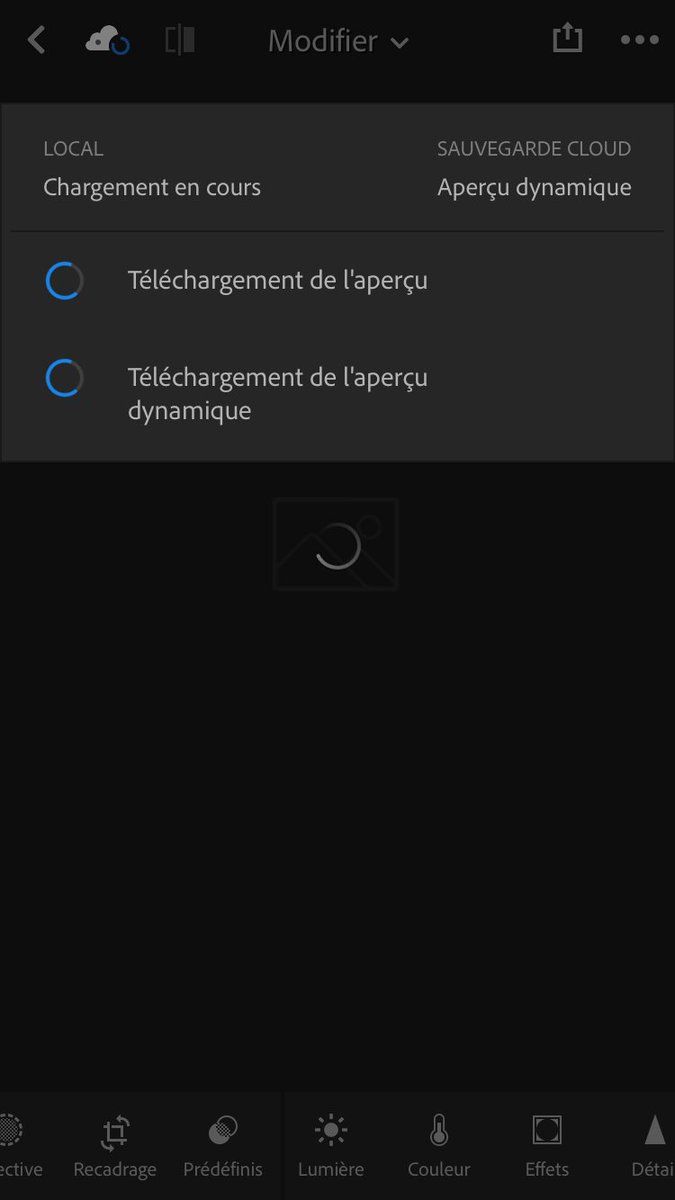 Modifier
LOCAL
SAUVEGARDE CLOUD
Chargement en cours
Aperçu dynamique
Téléchargement de l'aperçu
Téléchargement de l'aperçu
dynamique
ective
Recadrage
Prédéfinis
Lumière
Couleur
Effets
Détai